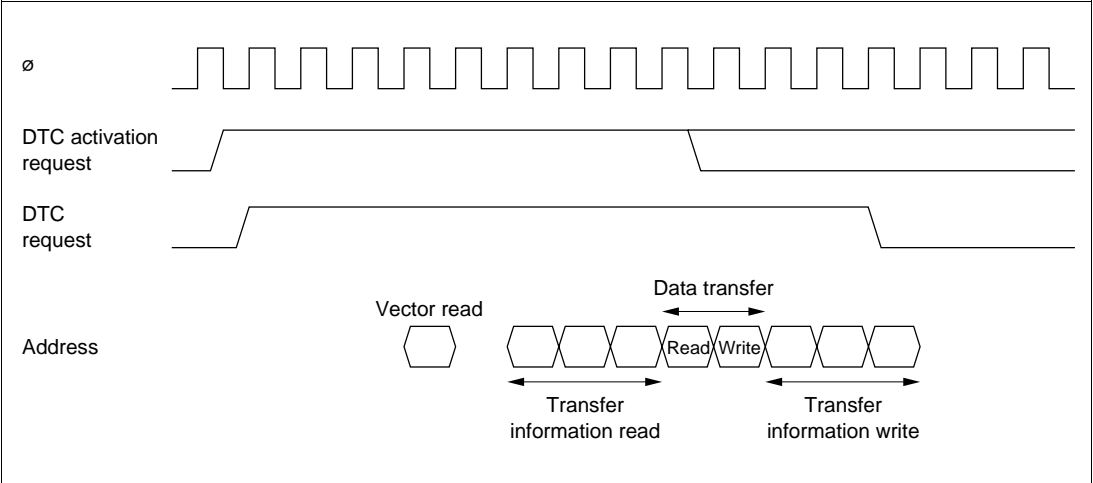 ø
DTC activation
request
DTC
request
Data transfer
Vector read
Address
Read Write
Transfer
information read
Transfer
information write